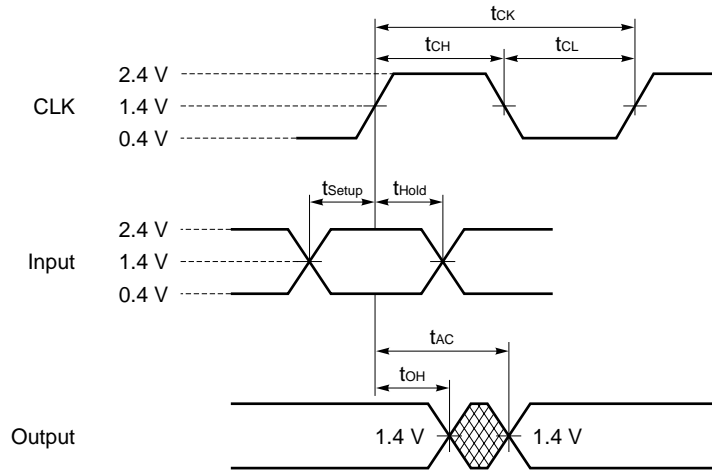 tCK
tCH tCL
2.4 V
CLK 1.4 V
0.4 V
tSetup tHold
2.4 V
Input 1.4 V
0.4 V
tAC
tOH
Output 1.4 V 1.4 V